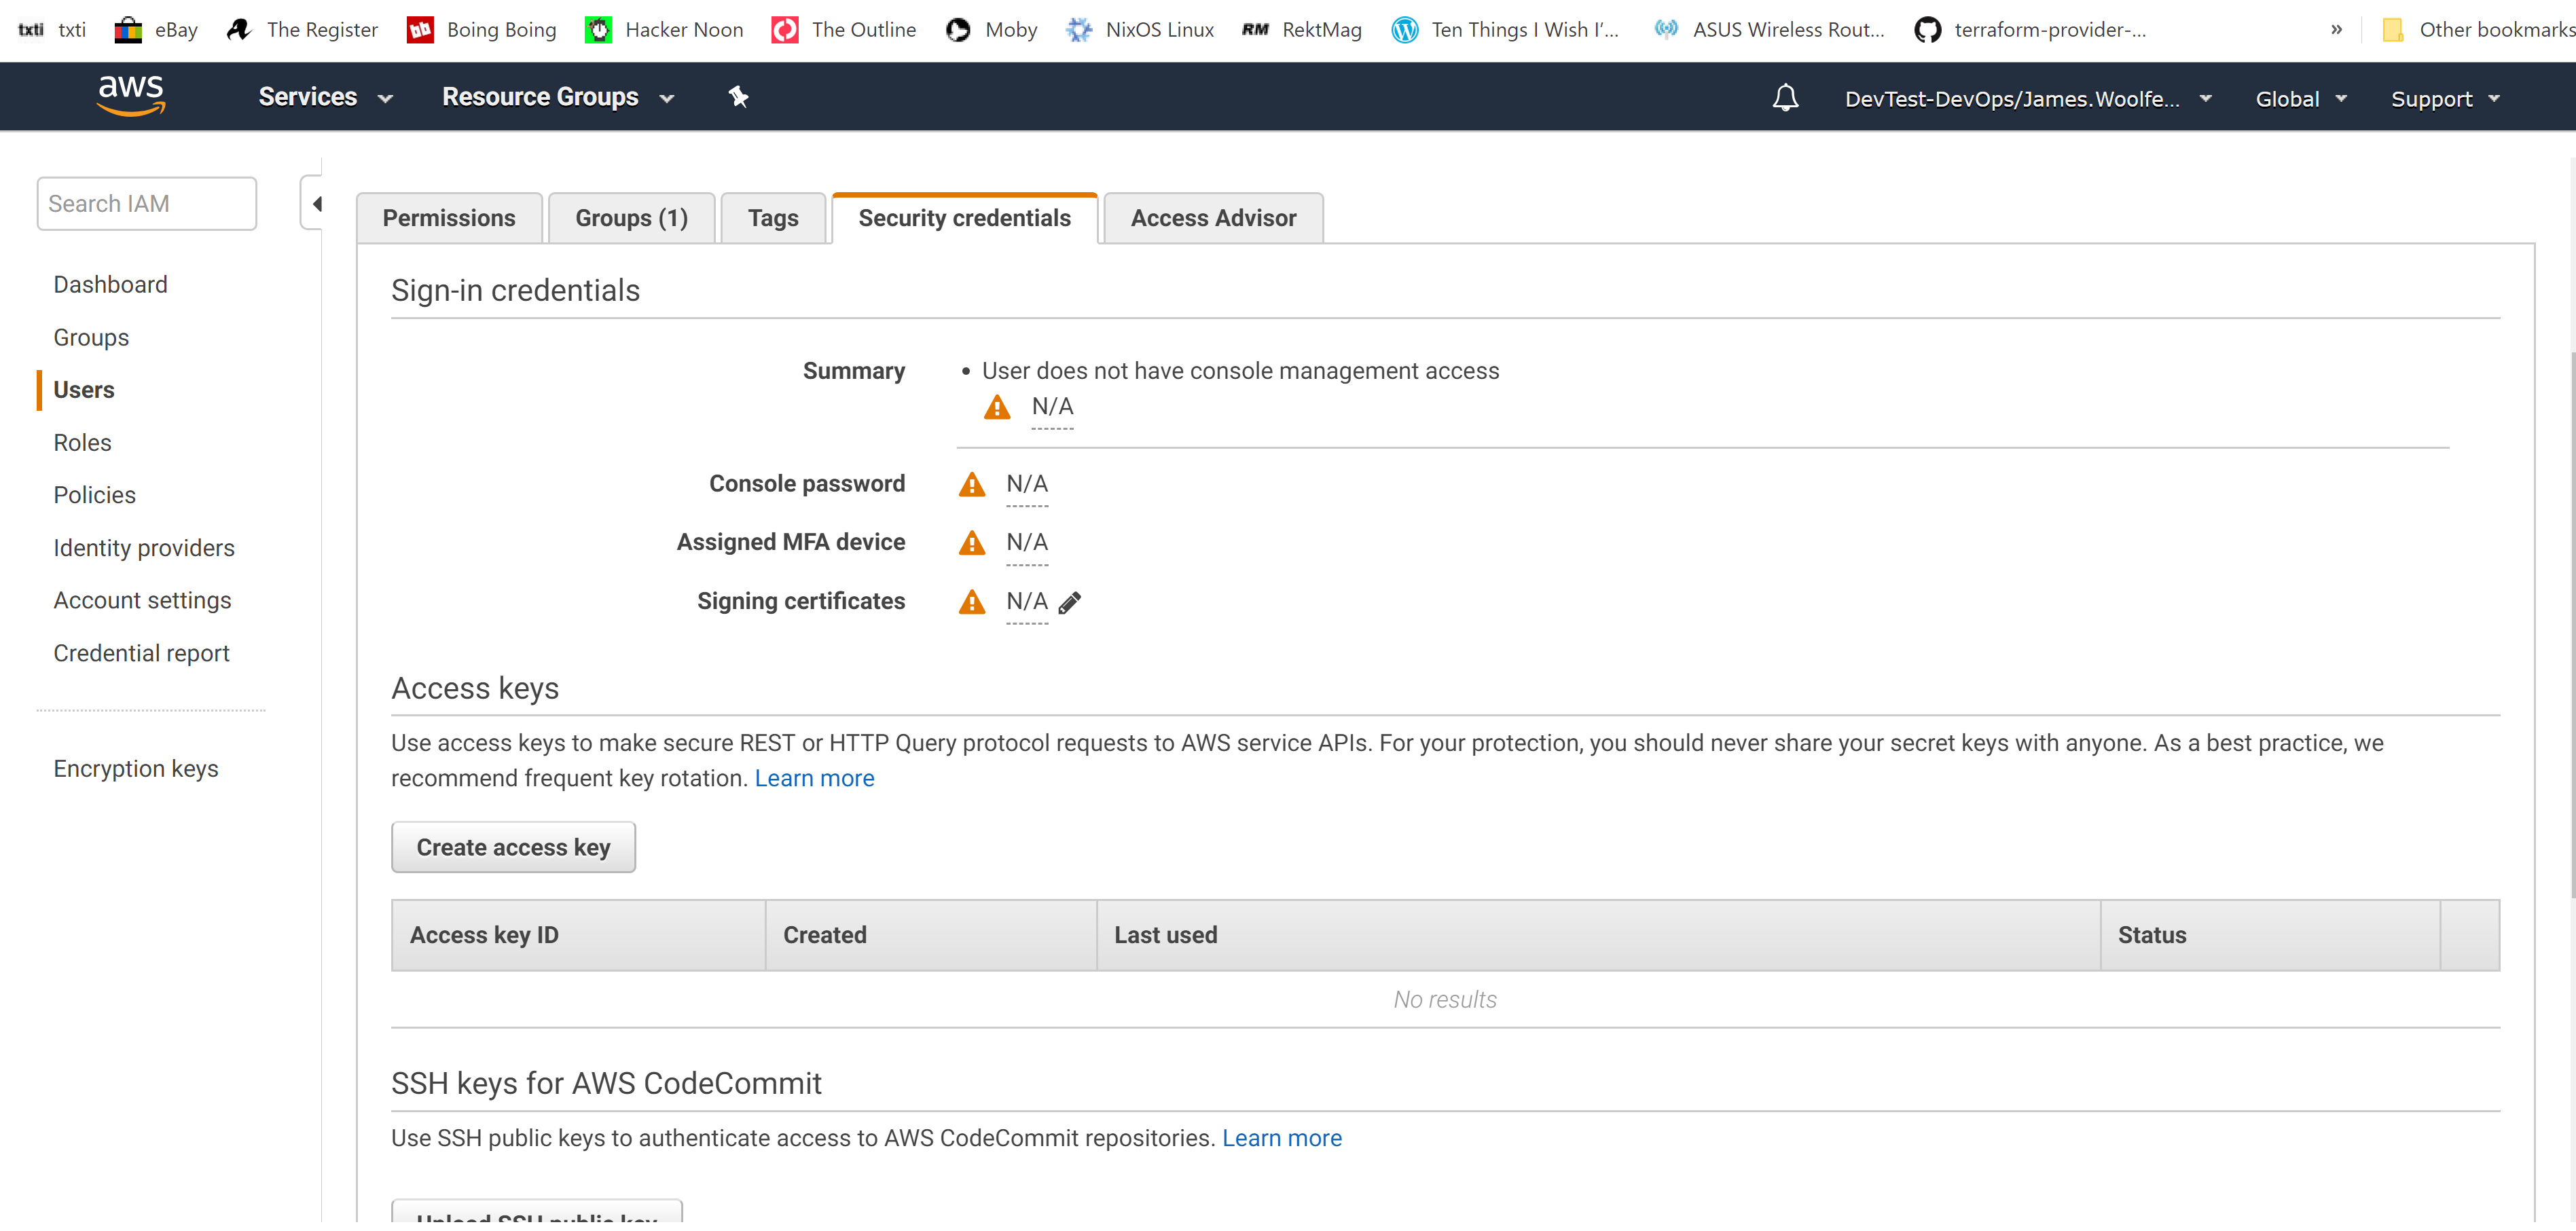 txti txti eBay The Register Boing Boing Hacker Noon The Outline Moby NixOS Linux RM RektMag Ten Things I Wish I'... ASUS Wireless Rout... terraform-provider-... » Other bookmarks
aws Services Resource Groups DevTest-DevOps/James.Woolfe... Global Support
Search IAM
Dashboard
Groups
Users
Roles
Policies
Identity providers
Account settings
Credential report
Encryption keys
Permissions Groups (1) Tags Security credentials Access Advisor
Sign-in credentials
Summary • User does not have console management access
N/A
Console password N/A
Assigned MFA device N/A
Signing certificates N/A
Access keys
Use access keys to make secure REST or HTTP Query protocol requests to AWS service APIs. For your protection, you should never share your secret keys with anyone. As a best practice, we
recommend frequent key rotation. Learn more
Create access key
Access key ID Created Last used Status
No results
SSH keys for AWS CodeCommit
Use SSH public keys to authenticate access to AWS CodeCommit repositories. Learn more
Upload SSH public key